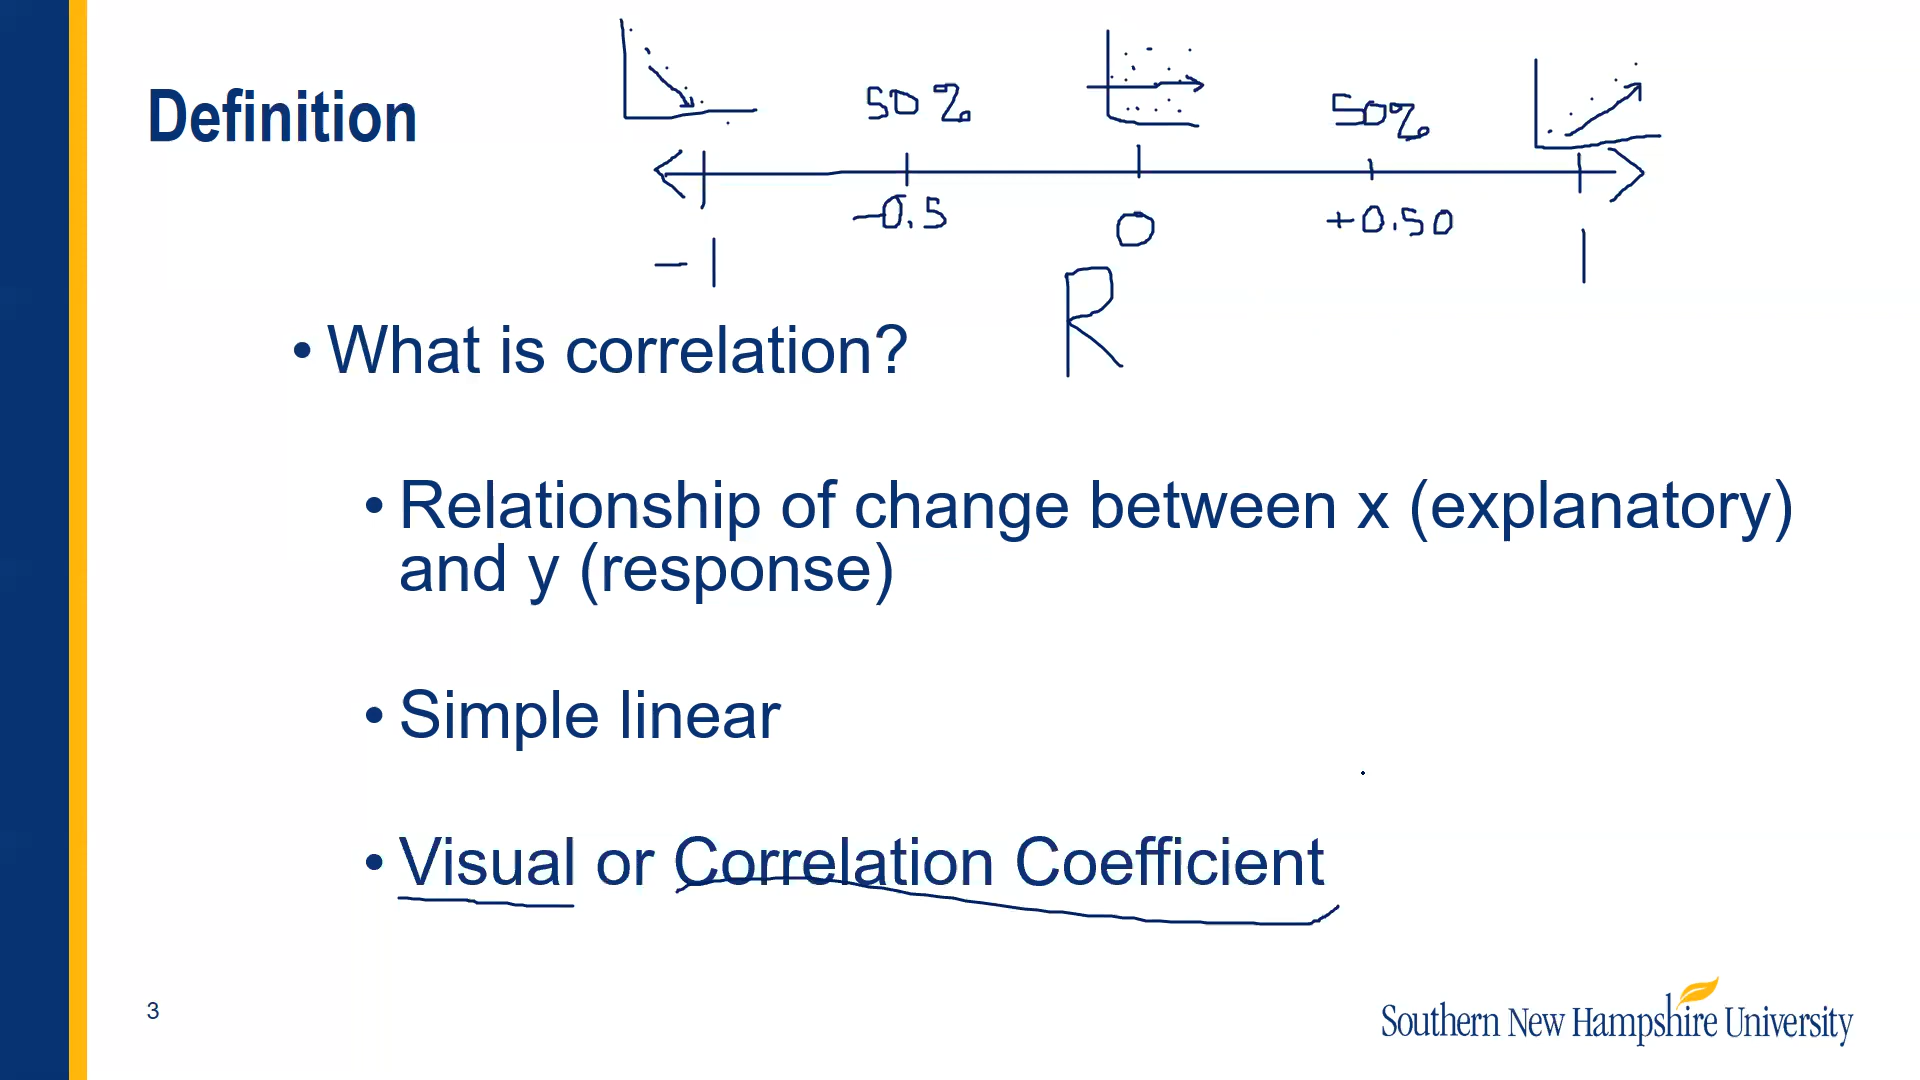 Definition
50% 50%
-0.5 0 +0.50
-1 1
R
• What is correlation?
• Relationship of change between x (explanatory)
and y (response)
• Simple linear
• Visual or Correlation Coefficient
3
Southern New Hampshire University